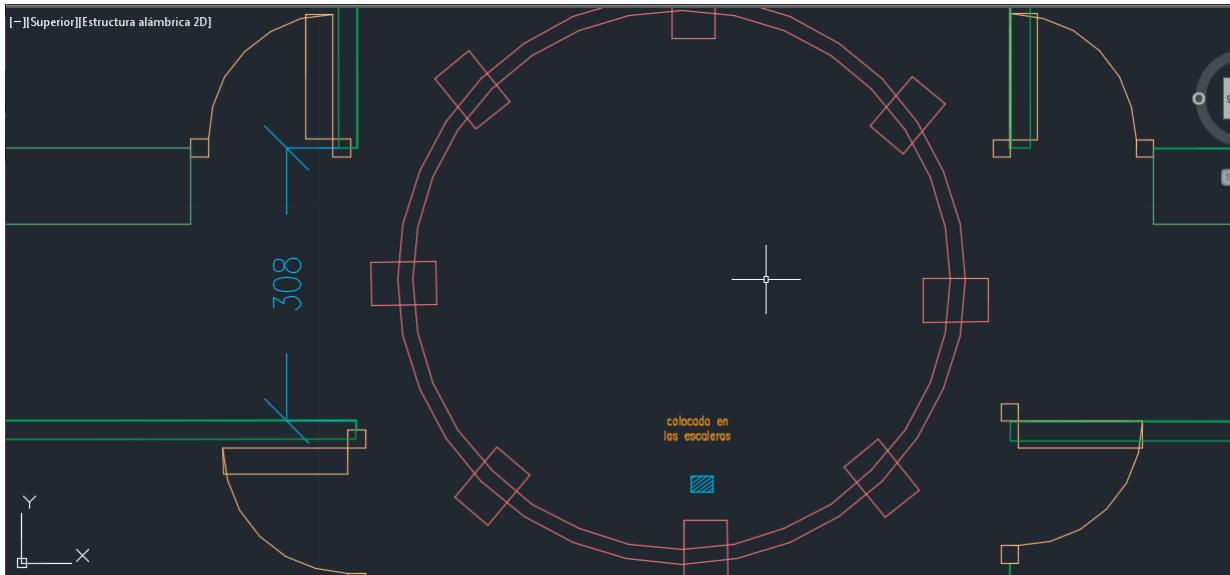 [−][Superior][Estructura alámbrica 2D]
O
S
S
308
colocada en
las escaleras
Y
X